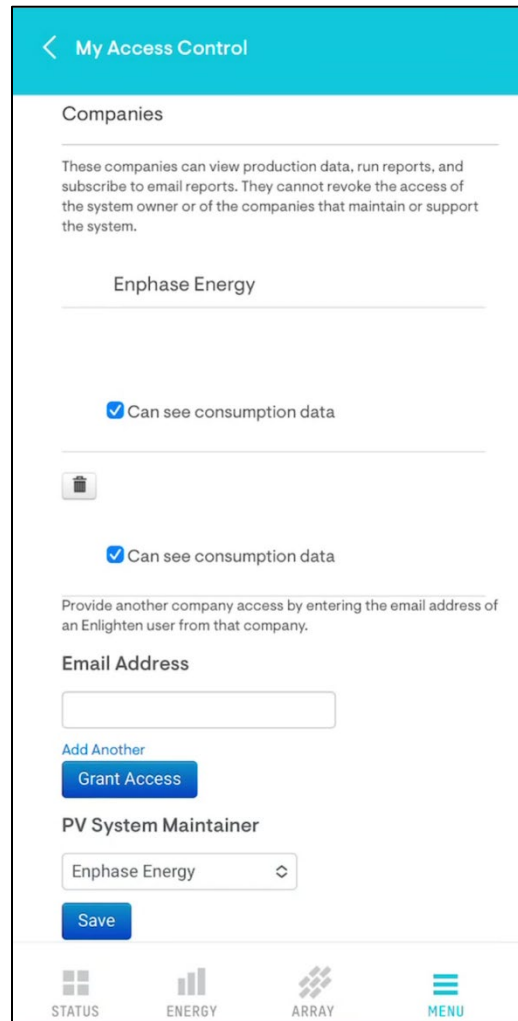 My Access Control
Companies
These companies can view production data, run reports, and
subscribe to email reports. They cannot revoke the access of
the system owner or of the companies that maintain or support
the system.
Enphase Energy
Can see consumption data
Can see consumption data
Provide another company access by entering the email address of
an Enlighten user from that company.
Email Address
Add Another
Grant Access
PV System Maintainer
Enphase Energy
Save
STATUS ENERGY ARRAY MENU